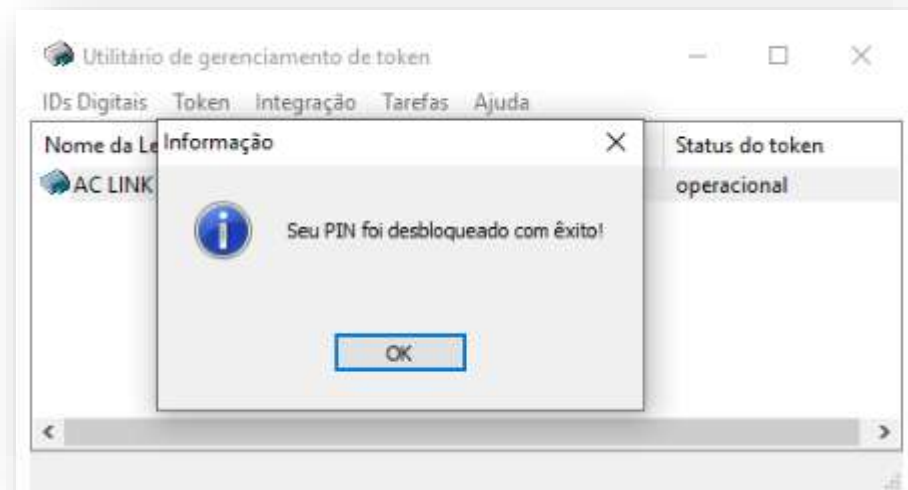 Utilitário de gerenciamento de token
IDs Digitais Token Integração Tarefas Ajuda
Nome da Le
Status do token
AC LINK
operacional
Informação
Seu PIN foi desbloqueado com êxito!
OK